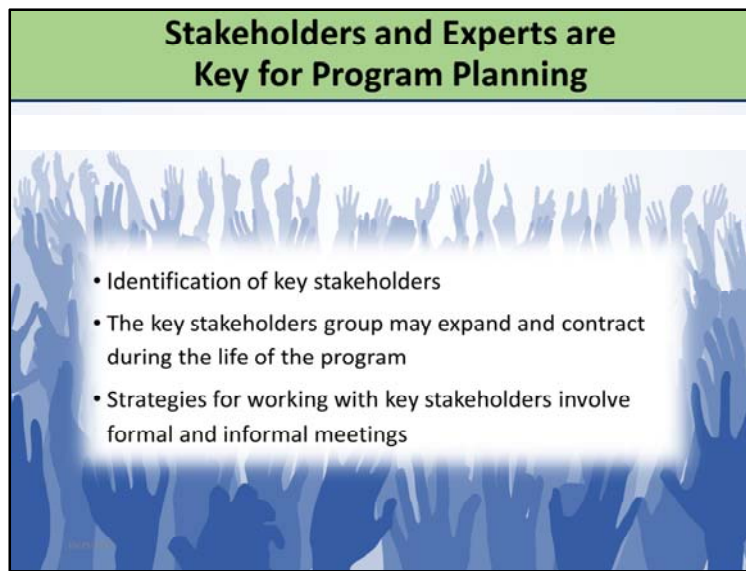 Stakeholders and Experts are
Key for Program Planning
• Identification of key stakeholders
• The key stakeholders group may expand and contract
during the life of the program
• Strategies for working with key stakeholders involve
formal and informal meetings